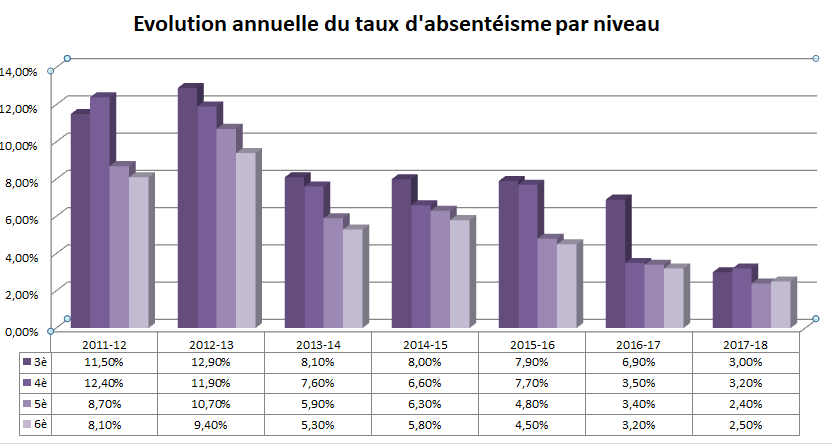 Evolution annuelle du taux d'absentéisme par niveau
14,00%
12,00%
10,00%
8,00%
6,00%
4,00%
2,00%
0,00%
2011-12 2012-13 2013-14 2014-15 2015-16 2016-17 2017-18
3è 11,50% 12,90% 8,10% 8,00% 7,90% 6,90% 3,00%
4è 12,40% 11,90% 7,60% 6,60% 7,70% 3,50% 3,20%
5è 8,70% 10,70% 5,90% 6,30% 4,80% 3,40% 2,40%
6è 8,10% 9,40% 5,30% 5,80% 4,50% 3,20% 2,50%